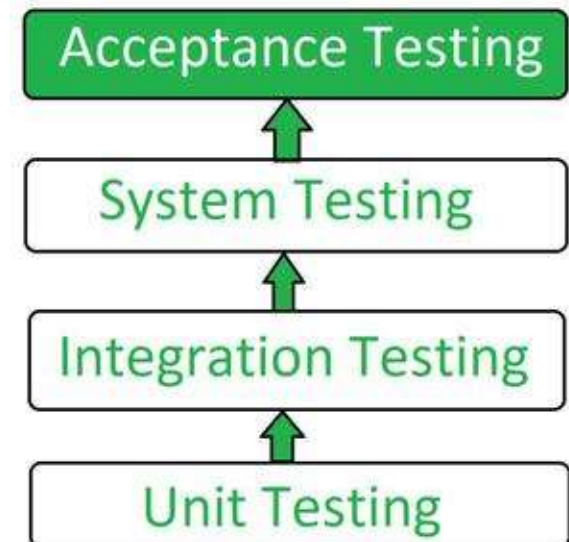 Acceptance Testing
System Testing
Integration Testing
Unit Testing